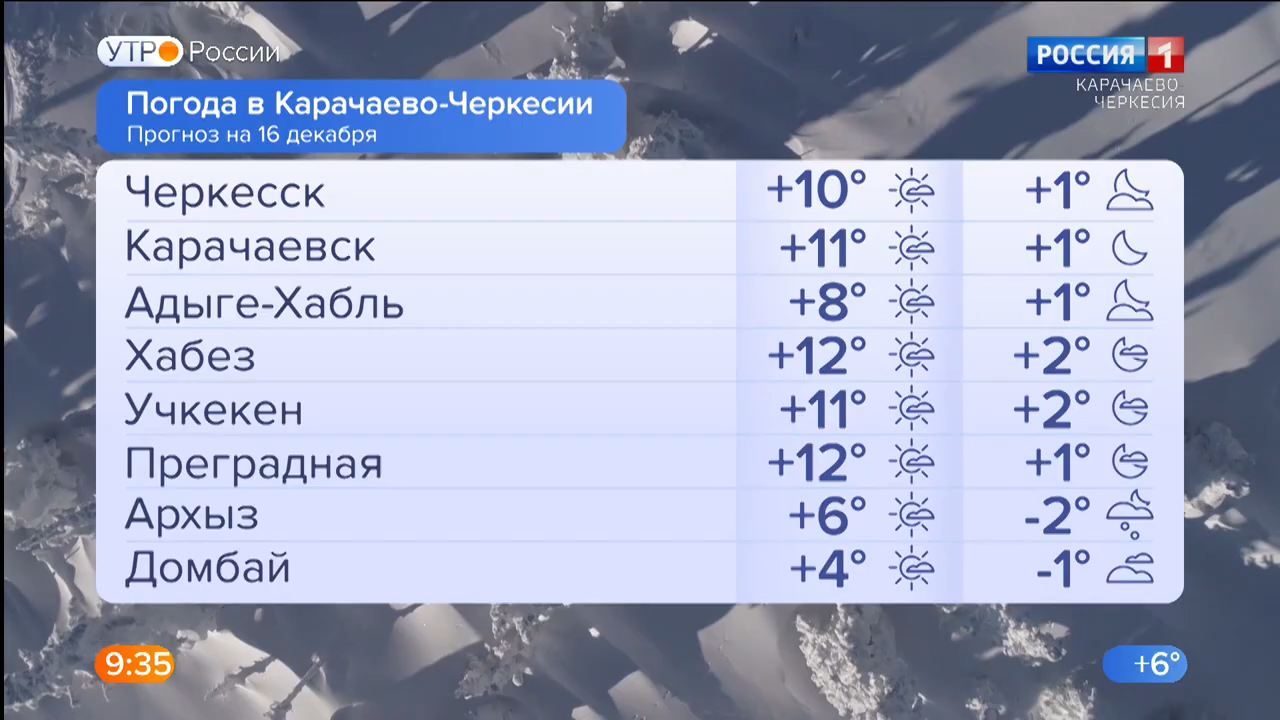 УТРО России
РОССИЯ 1
КАРАЧАЕВО-
ЧЕРКЕСИЯ
Погода в Карачаево-Черкесии
Прогноз на 16 декабря
Черкесск +10° +1°
Карачаевск +11° +1°
Адыге-Хабль +8° +1°
Хабез +12° +2°
Учкекен +11° +2°
Преградная +12° +1°
Архыз +6° -2°
Домбай +4° -1°
9:35
+6°